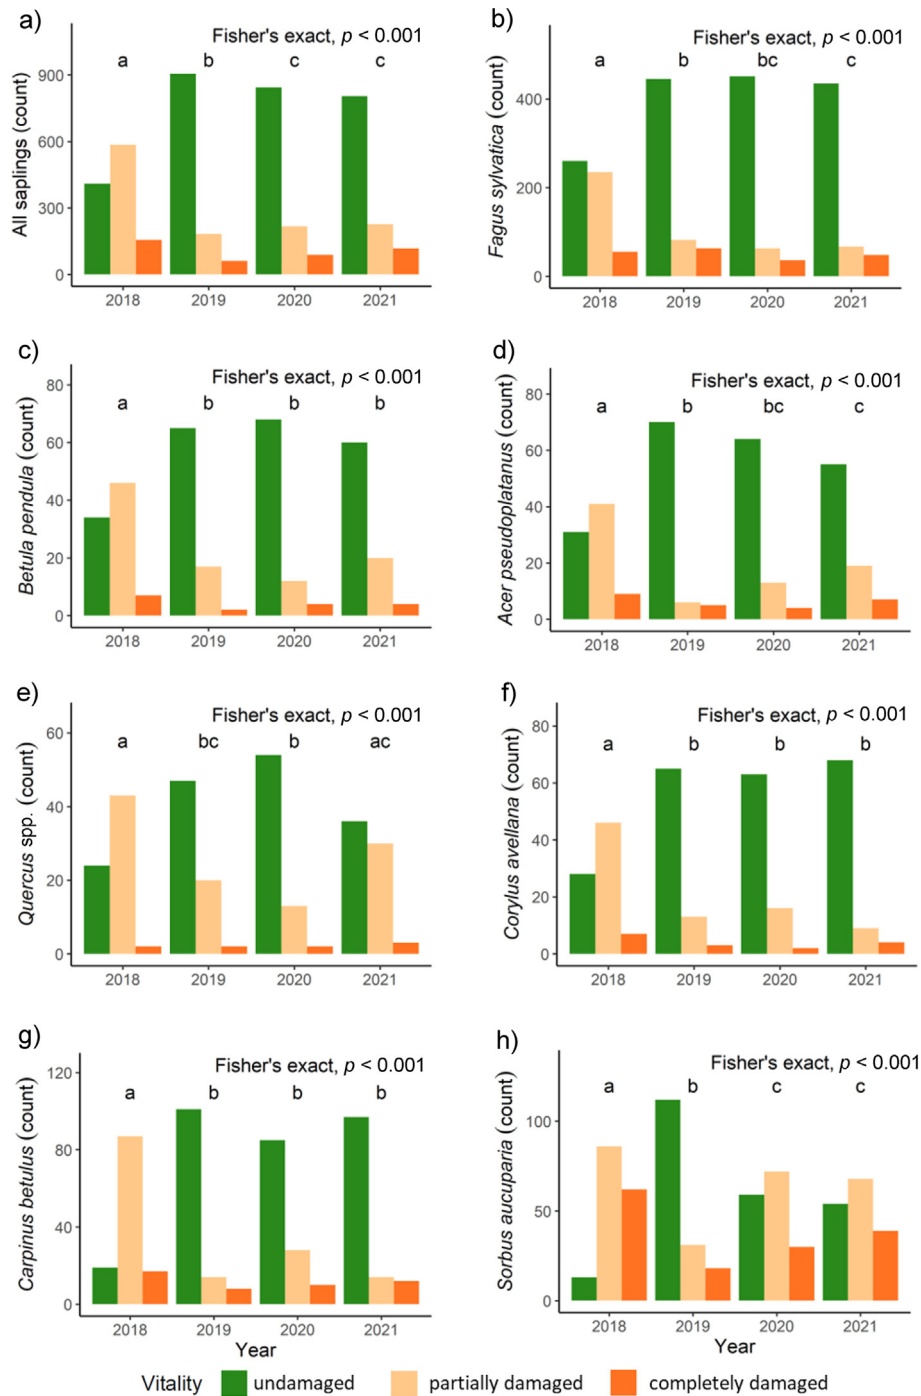 a)
Fisher's exact, p < 0.001
a b c c
All saplings (count)
900
600
300
0
2018 2019 2020 2021
b)
Fisher's exact, p < 0.001
a b bc c
Fagus sylvatica (count)
400
200
0
2018 2019 2020 2021
c)
Fisher's exact, p < 0.001
a b b b
Betula pendula (count)
80
60
40
20
0
2018 2019 2020 2021
d)
Fisher's exact, p < 0.001
a b bc c
Acer pseudoplatanus (count)
80
60
40
20
0
2018 2019 2020 2021
e)
Fisher's exact, p < 0.001
a bc b ac
Quercus spp. (count)
60
40
20
0
2018 2019 2020 2021
f)
Fisher's exact, p < 0.001
a b b b
Corylus avellana (count)
80
60
40
20
0
2018 2019 2020 2021
g)
Fisher's exact, p < 0.001
a b b b
Carpinus betulus (count)
120
80
40
0
2018 2019 2020 2021
Year
h)
Fisher's exact, p < 0.001
a b c c
Sorbus aucuparia (count)
100
50
0
2018 2019 2020 2021
Year
Vitality undamaged partially damaged completely damaged